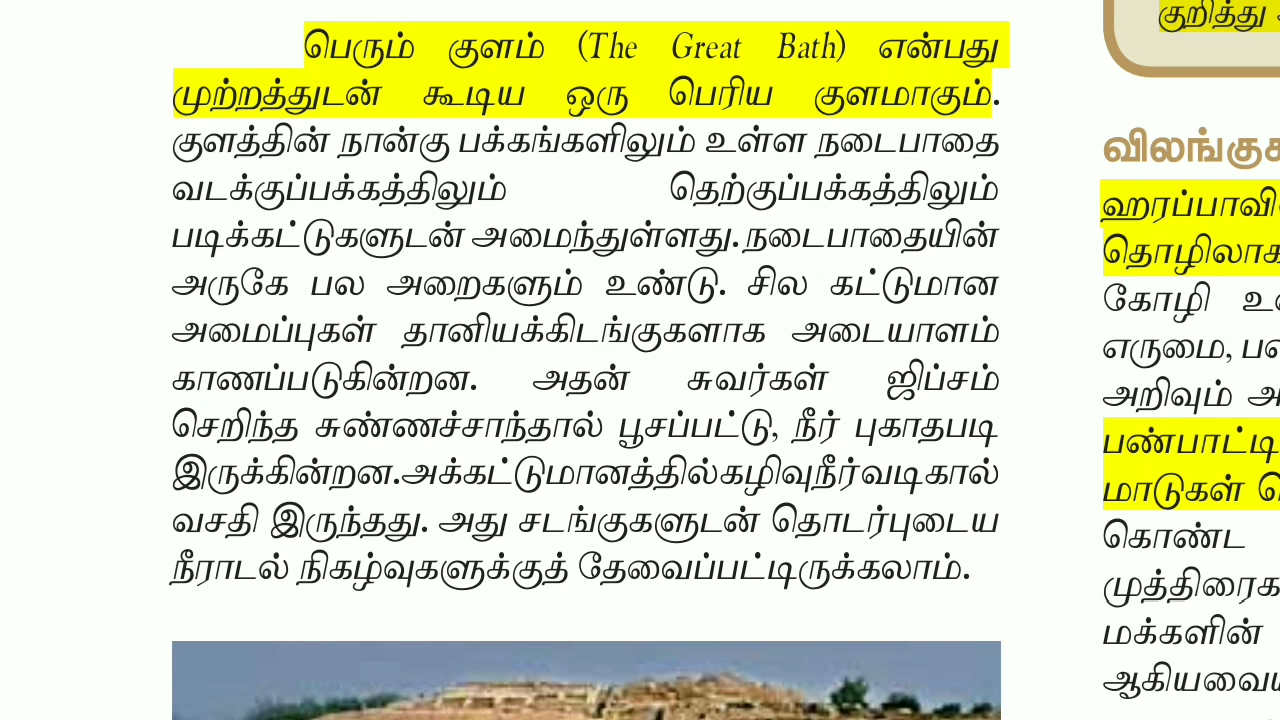 பெரும் குளம் (The Great Bath) என்பது
முற்றத்துடன் கூடிய ஒரு பெரிய குளமாகும்.
குளத்தின் நான்கு பக்கங்களிலும் உள்ள நடைபாதை
வடக்குப்பக்கத்திலும் தெற்குப்பக்கத்திலும்
படிக்கட்டுகளுடன் அமைந்துள்ளது. நடைபாதையின்
அருகே பல அறைகளும் உண்டு. சில கட்டுமான
அமைப்புகள் தானியக்கிடங்குகளாக அடையாளம்
காணப்படுகின்றன. அதன் சுவர்கள் ஜிப்சம்
செறிந்த சுண்ணச்சாந்தால் பூசப்பட்டு, நீர் புகாதபடி
இருக்கின்றன.அக்கட்டுமானத்தில்கழிவுநீர்வடிகால்
வசதி இருந்தது. அது சடங்குகளுடன் தொடர்புடைய
நீராடல் நிகழ்வுகளுக்குத் தேவைப்பட்டிருக்கலாம்.
குறித்து
கோழி
எருமை,
அறிவும்
மாடுகள்
கொண்ட
மக்களின்